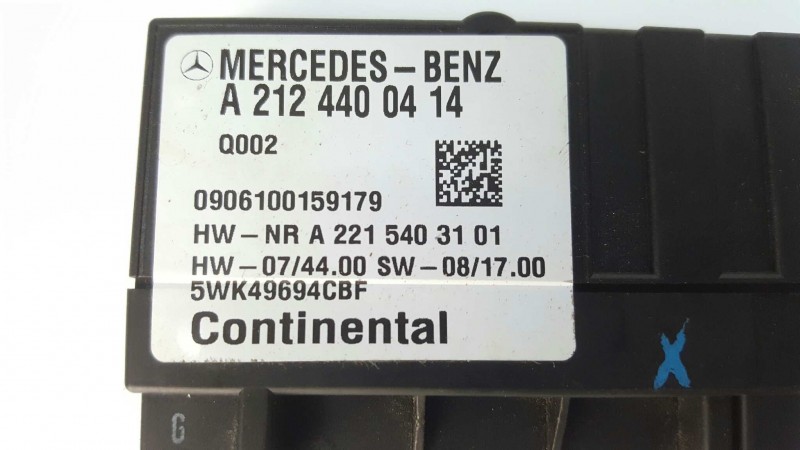 MERCEDES-BENZ
A 212 440 04 14
Q002
0906100159179
HW-NR A 221 540 31 01
HW-07/44.00 SW-08/17.00
5WK49694CBF
Continental
X
G